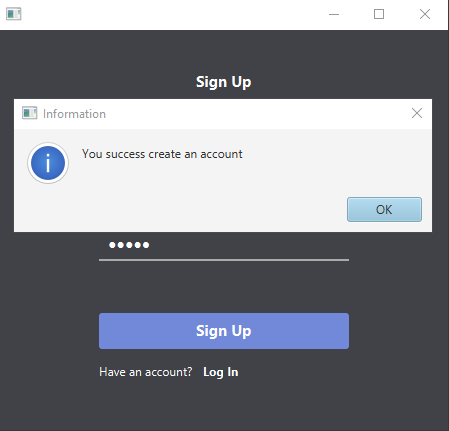 Sign Up
Information
You success create an account
OK
•••••
Sign Up
Have an account? Log In